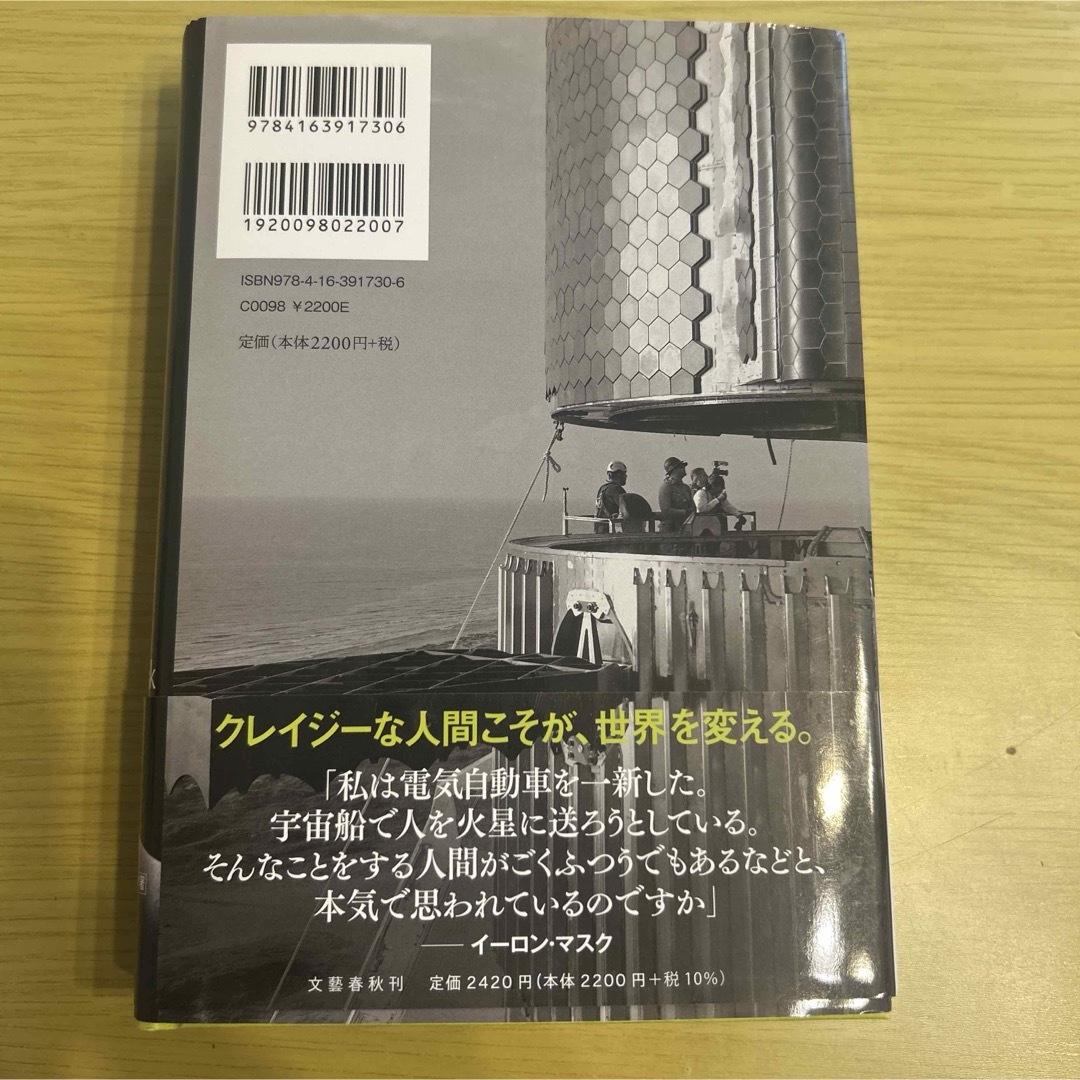 9784163917306
1920098022007
ISBN978-4-16-391730-6
C0098 ¥2200E
定価(本体2200円+税)
クレイジーな人間こそが、世界を変える。
「私は電気自動車を一新した。
宇宙船で人を火星に送ろうとしている。
そんなことをする人間がごくふつうでもあるなどと、
本気で思われているのですか」
── イーロン・マスク
文藝春秋刊 定価2420円(本体2200円+税10%)